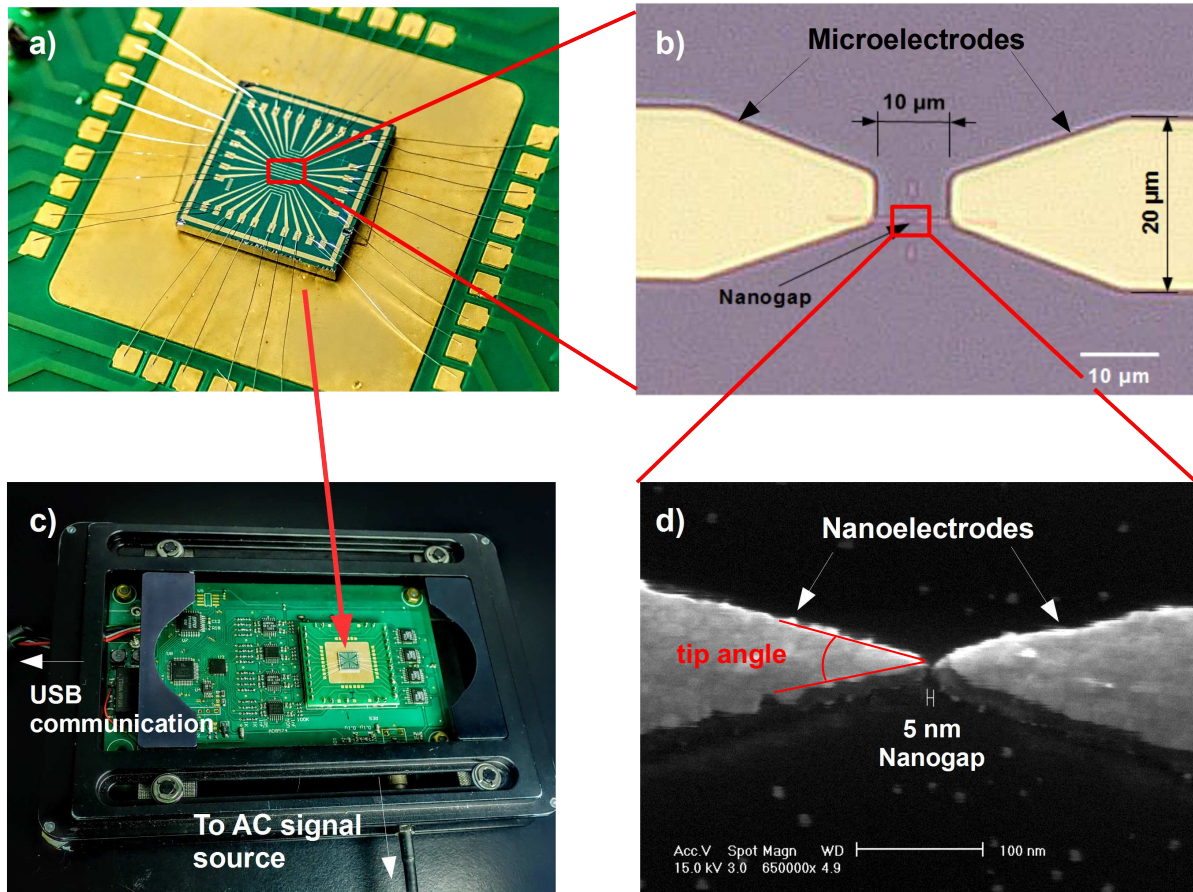 a)
b)
Microelectrodes
10 µm
20 µm
Nanogap
10 µm
c)
USB
communication
To AC signal
source
d)
Nanoelectrodes
tip angle
5 nm
Nanogap
Acc.V Spot Magn WD
15.0 kV 3.0 650000x 4.9
100 nm